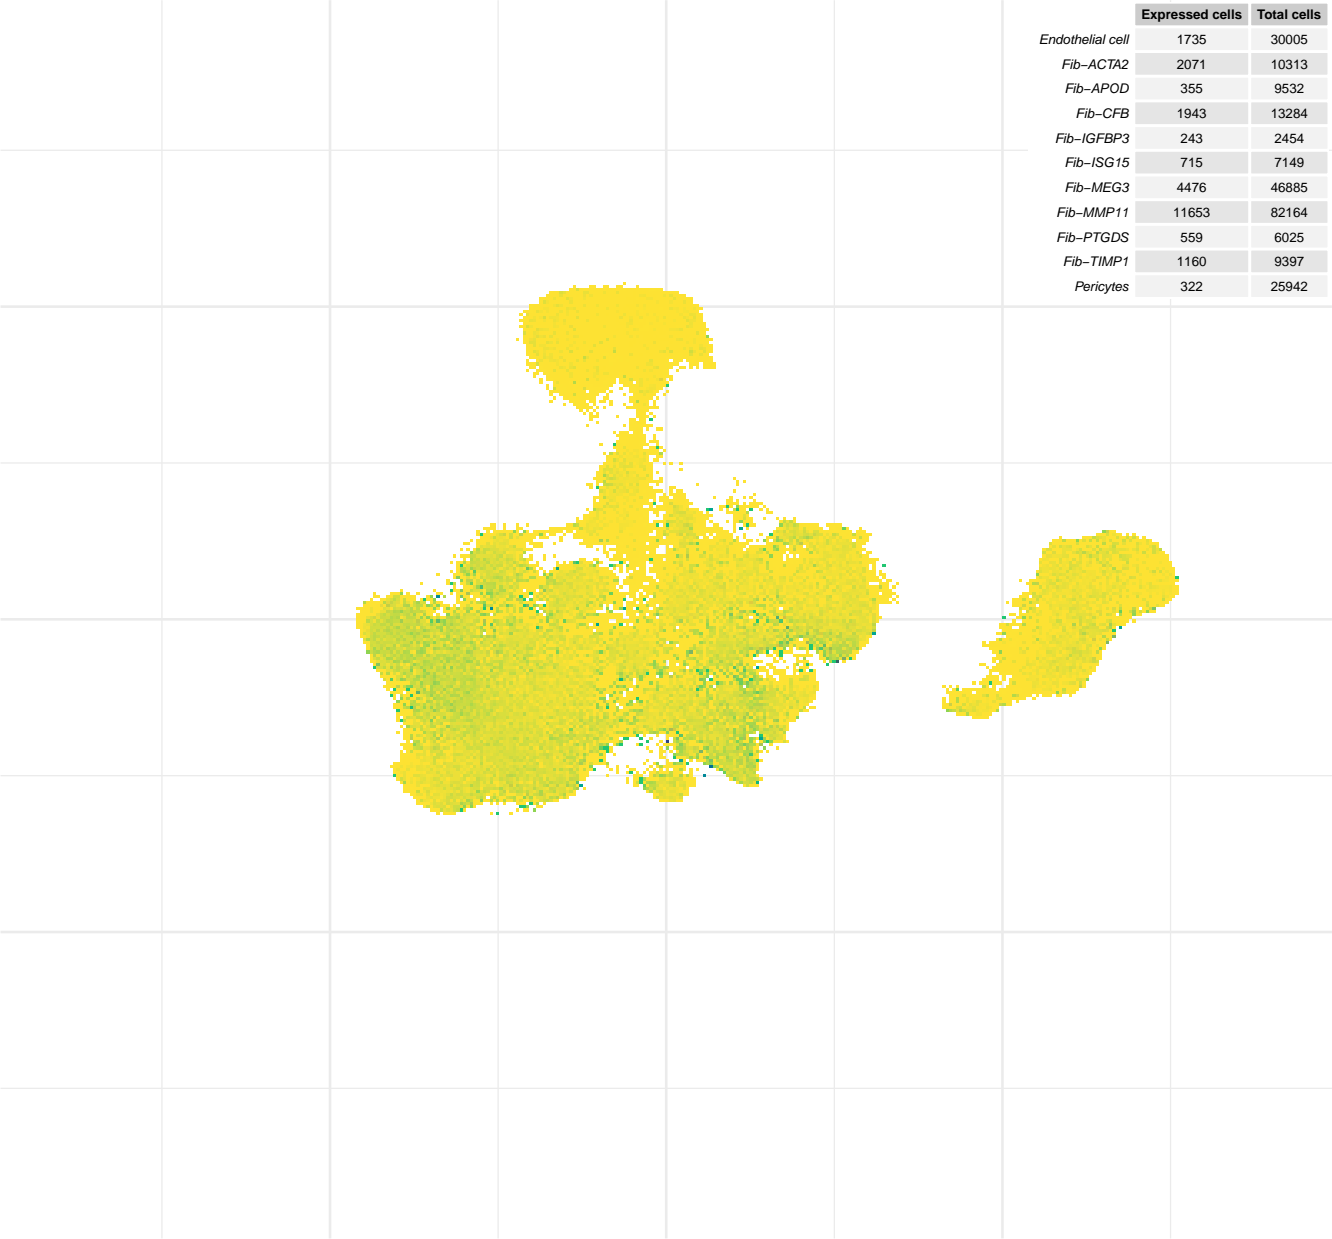 Expressed cells Total cells
Endothelial cell 1735 30005
Fib−ACTA2 2071 10313
Fib−APOD 355 9532
Fib−CFB 1943 13284
Fib−IGFBP3 243 2454
Fib−ISG15 715 7149
Fib−MEG3 4476 46885
Fib−MMP11 11653 82164
Fib−PTGDS 559 6025
Fib−TIMP1 1160 9397
Pericytes 322 25942